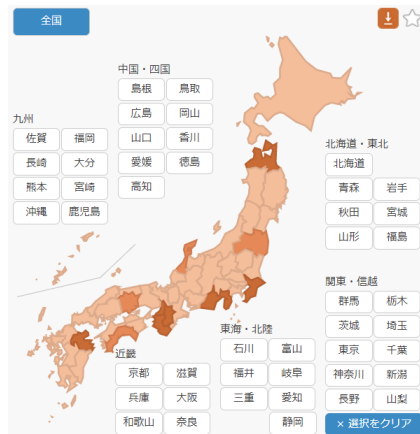 全国
中国・四国
島根 鳥取
広島 岡山
山口 香川
愛媛 徳島
高知
九州
佐賀 福岡
長崎 大分
熊本 宮崎
沖縄 鹿児島
北海道・東北
北海道
青森 岩手
秋田 宮城
山形 福島
関東・信越
群馬 栃木
茨城 埼玉
東京 千葉
神奈川 新潟
長野 山梨
× 選択をクリア
東海・北陸
石川 富山
福井 岐阜
三重 愛知
静岡
近畿
京都 滋賀
兵庫 大阪
和歌山 奈良